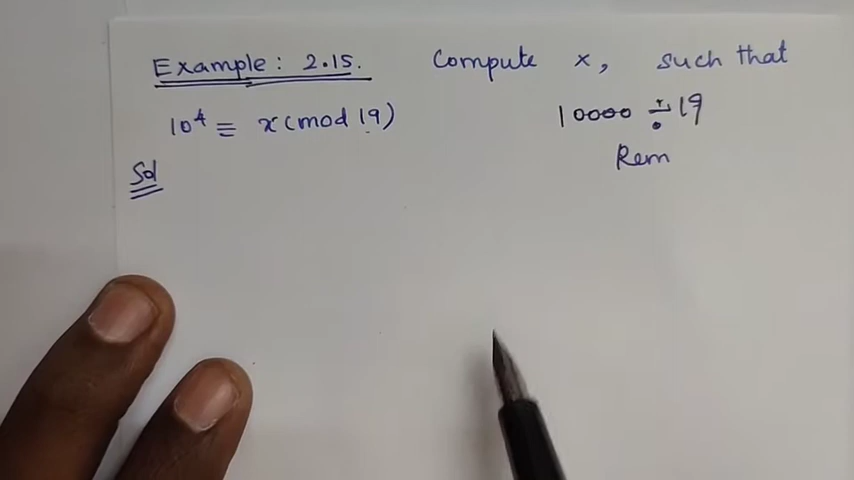 Example: 2.15. Compute x, such that
10⁴ ≡ x (mod 19)
10000 ÷ 19
Rem
Sol